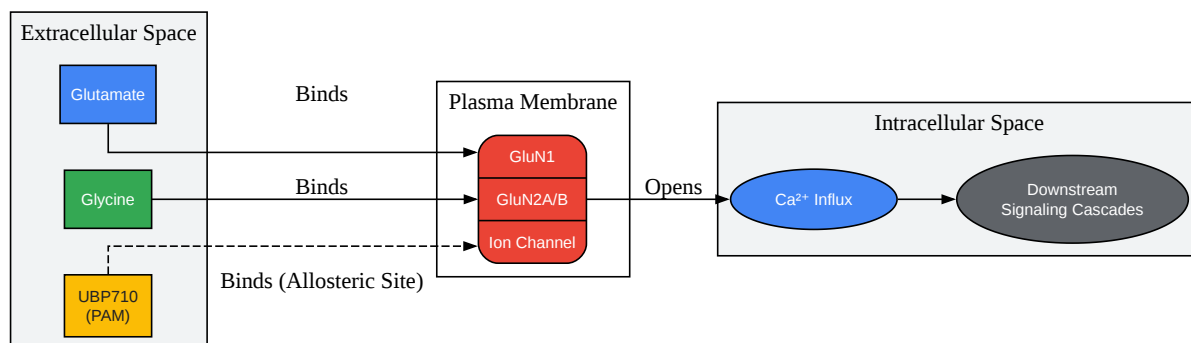 Extracellular Space
Glutamate
Glycine
UBP710
(PAM)
Binds
Binds
Binds (Allosteric Site)
Plasma Membrane
GluN1
GluN2A/B
Ion Channel
Opens
Intracellular Space
Ca²⁺ Influx
Downstream
Signaling Cascades